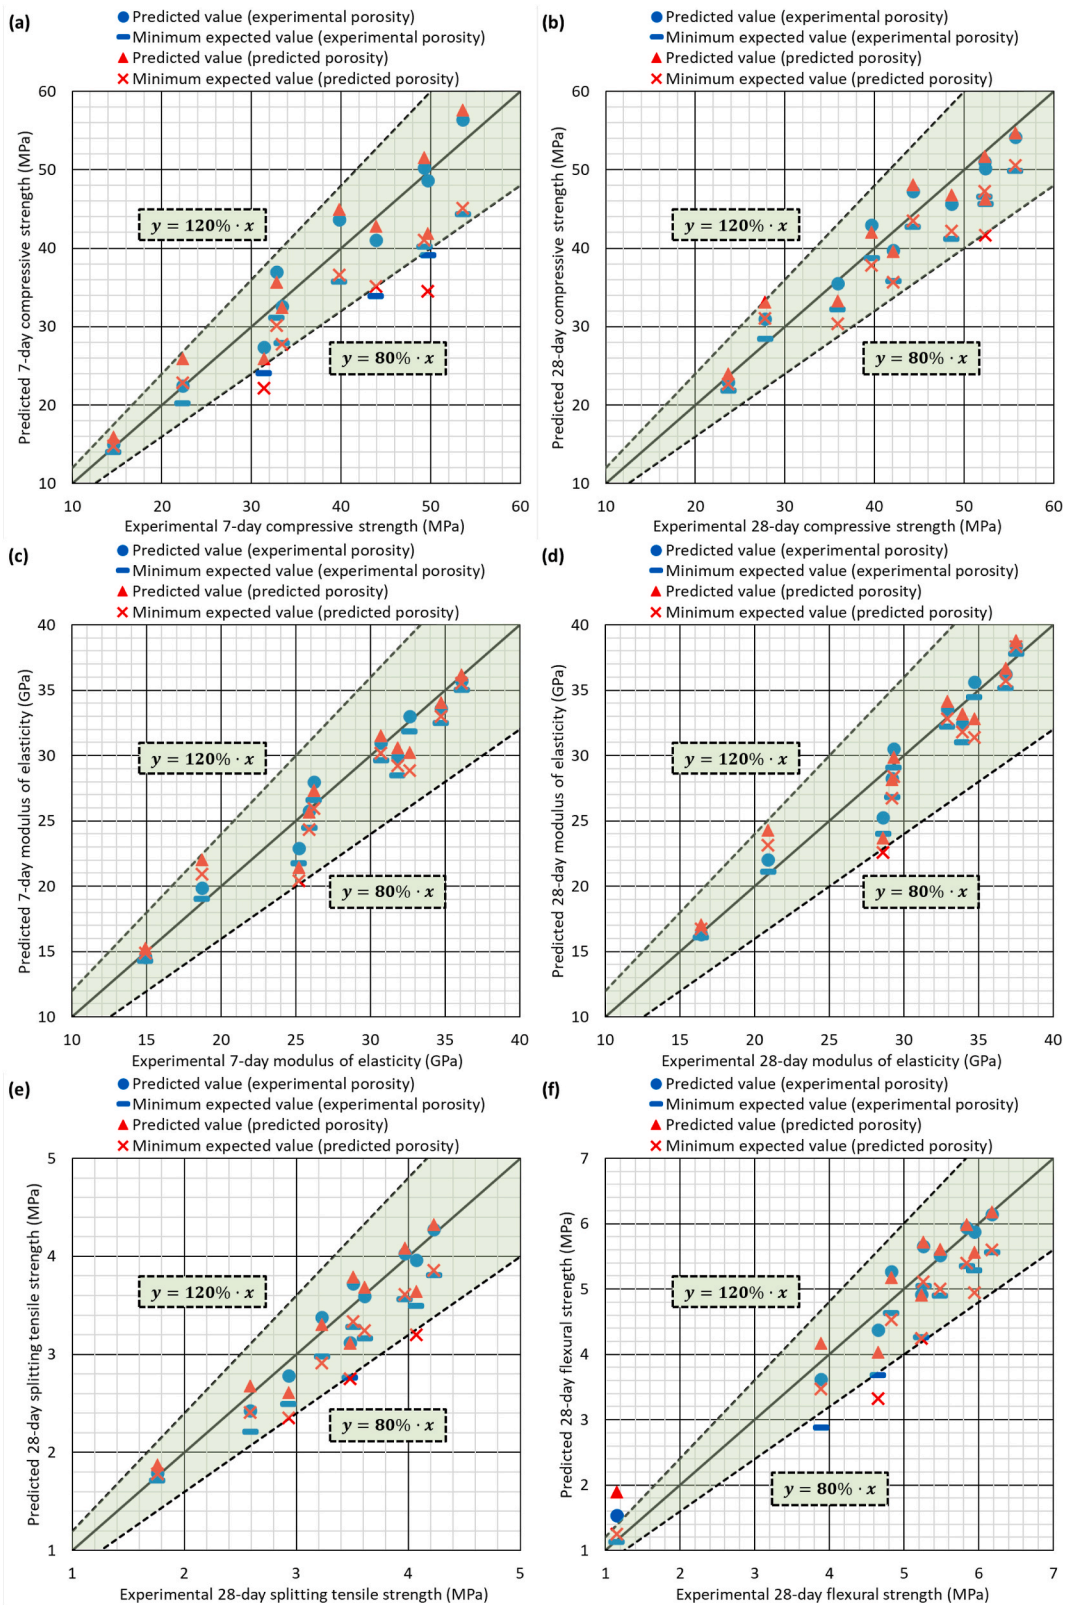 (a)
Predicted value (experimental porosity)
Minimum expected value (experimental porosity)
Predicted value (predicted porosity)
Minimum expected value (predicted porosity)
60
50
40
30
20
10
Predicted 7-day compressive strength (MPa)
y = 120% · x
y = 80% · x
10 20 30 40 50 60
Experimental 7-day compressive strength (MPa)
(b)
Predicted value (experimental porosity)
Minimum expected value (experimental porosity)
Predicted value (predicted porosity)
Minimum expected value (predicted porosity)
60
50
40
30
20
10
Predicted 28-day compressive strength (MPa)
y = 120% · x
y = 80% · x
10 20 30 40 50 60
Experimental 28-day compressive strength (MPa)
(c)
Predicted value (experimental porosity)
Minimum expected value (experimental porosity)
Predicted value (predicted porosity)
Minimum expected value (predicted porosity)
40
35
30
25
20
15
10
Predicted 7-day modulus of elasticity (GPa)
y = 120% · x
y = 80% · x
10 15 20 25 30 35 40
Experimental 7-day modulus of elasticity (GPa)
(d)
Predicted value (experimental porosity)
Minimum expected value (experimental porosity)
Predicted value (predicted porosity)
Minimum expected value (predicted porosity)
40
35
30
25
20
15
10
Predicted 28-day modulus of elasticity (GPa)
y = 120% · x
y = 80% · x
10 15 20 25 30 35 40
Experimental 28-day modulus of elasticity (GPa)
(e)
Predicted value (experimental porosity)
Minimum expected value (experimental porosity)
Predicted value (predicted porosity)
Minimum expected value (predicted porosity)
5
4
3
2
1
Predicted 28-day splitting tensile strength (MPa)
y = 120% · x
y = 80% · x
1 2 3 4 5
Experimental 28-day splitting tensile strength (MPa)
(f)
Predicted value (experimental porosity)
Minimum expected value (experimental porosity)
Predicted value (predicted porosity)
Minimum expected value (predicted porosity)
7
6
5
4
3
2
1
Predicted 28-day flexural strength (MPa)
y = 120% · x
y = 80% · x
1 2 3 4 5 6 7
Experimental 28-day flexural strength (MPa)